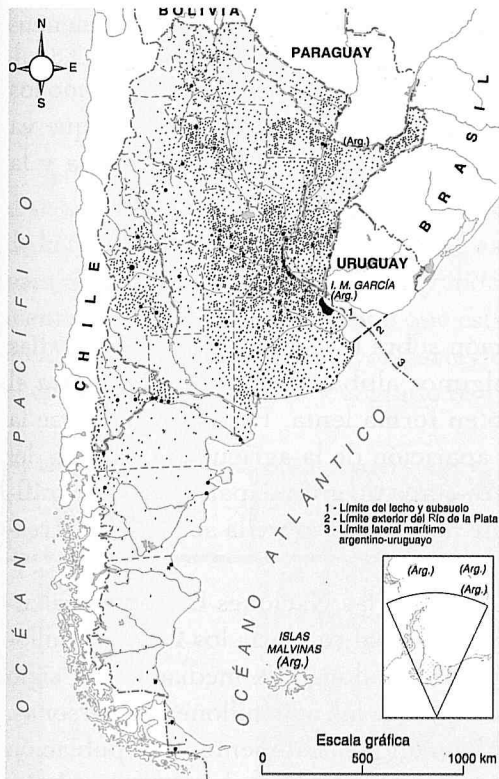 BOLIVIA
N
O E
S
PARAGUAY
(Arg.)
BRASIL
URUGUAY
I. M. GARCÍA
(Arg.)
1
2
3
CHILE
OCÉANO PACÍFICO
OCÉANO ATLÁNTICO
1 - Límite del lecho y subsuelo
2 - Límite exterior del Río de la Plata
3 - Límite lateral marítimo
argentino-uruguayo
(Arg.) (Arg.)
(Arg.)
ISLAS
MALVINAS
(Arg.)
Escala gráfica
0 500 1000 km